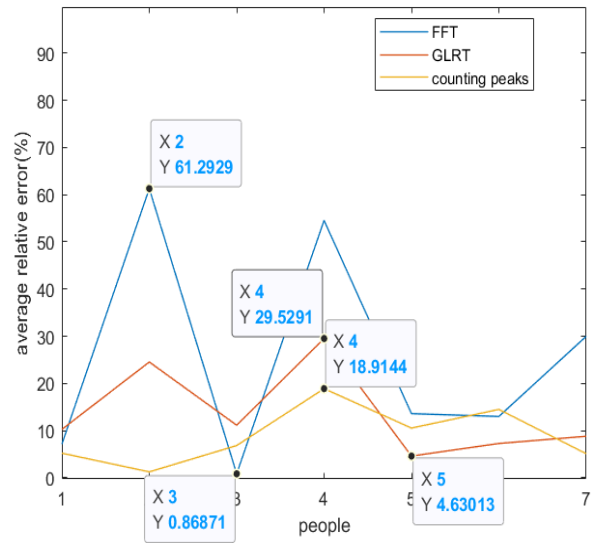 FFT
GLRT
counting peaks
90
80
70
60
50
40
30
20
10
0
average relative error(%)
X 2
Y 61.2929
X 4
Y 29.5291
X 4
Y 18.9144
X 3
Y 0.86871
X 5
Y 4.63013
1
3
4
5
6
7
people